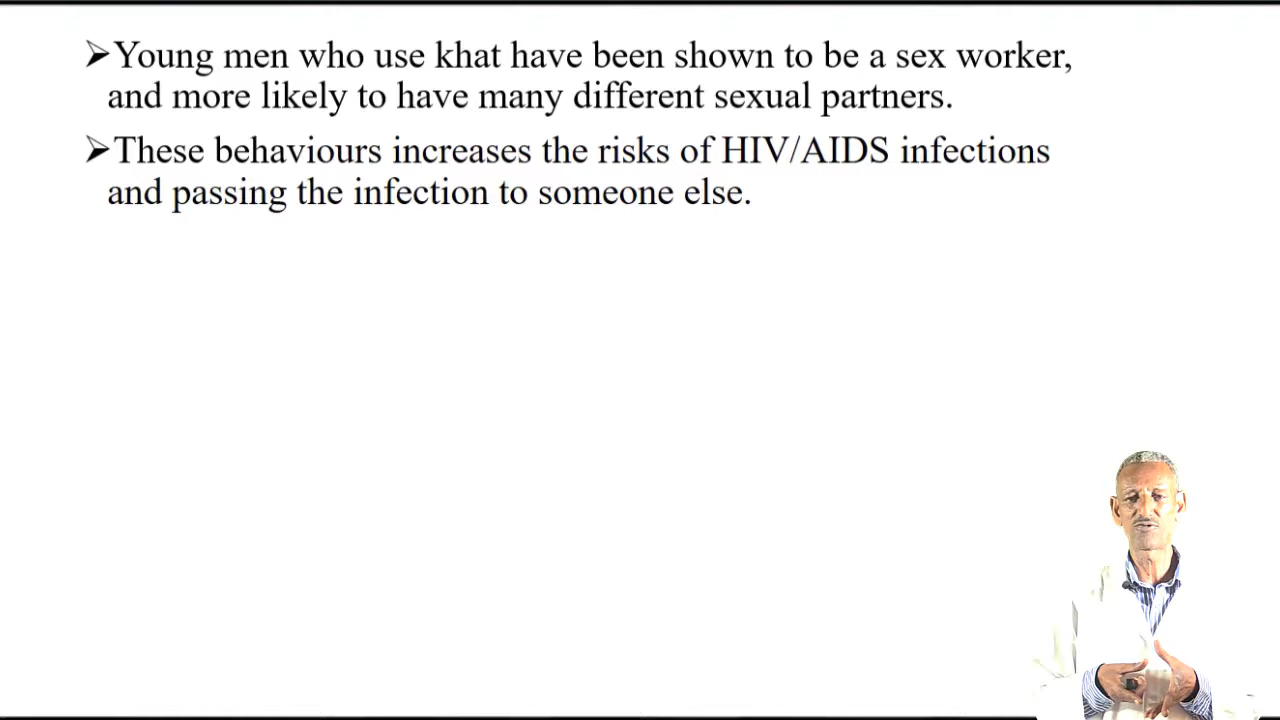 ➢Young men who use khat have been shown to be a sex worker,
and more likely to have many different sexual partners.
➢These behaviours increases the risks of HIV/AIDS infections
and passing the infection to someone else.